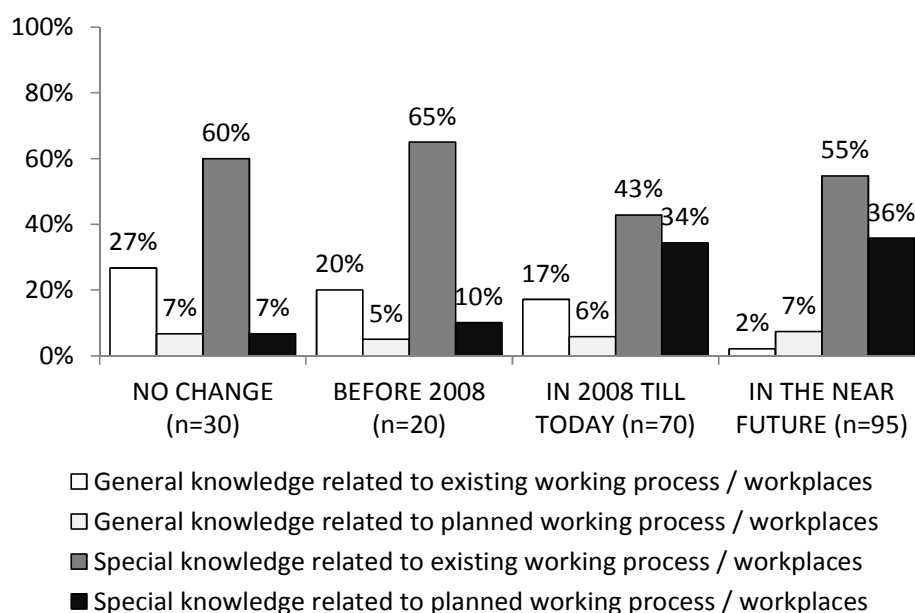 100%
80%
60%
40%
20%
0%
27%
7%
60%
7%
20%
5%
65%
10%
17%
6%
43%
34%
2%
7%
55%
36%
NO CHANGE
(n=30)
BEFORE 2008
(n=20)
IN 2008 TILL
TODAY (n=70)
IN THE NEAR
FUTURE (n=95)
General knowledge related to existing working process / workplaces
General knowledge related to planned working process / workplaces
Special knowledge related to existing working process / workplaces
Special knowledge related to planned working process / workplaces